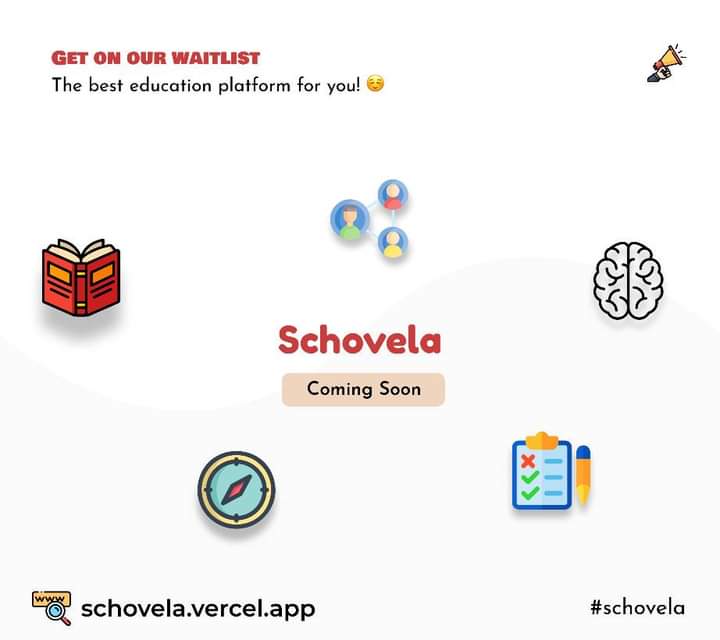 Get on our waitlist
The best education platform for you! ☺️
Schovela
Coming Soon
www
schovela.vercel.app
#schovela